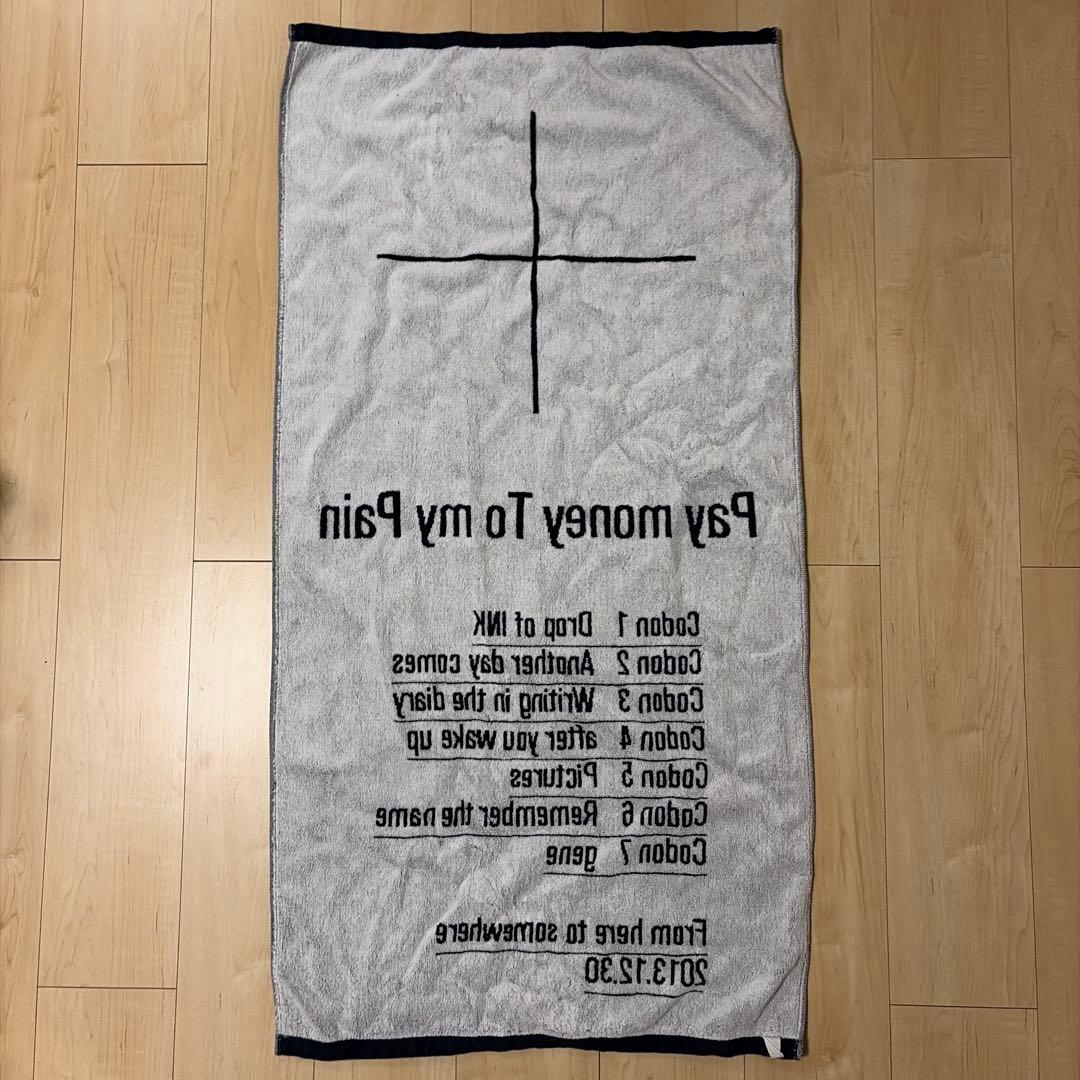 Pay money To my Pain
Codon 1 Drop of INK
Codon 2 Another day comes
Codon 3 Writing in the diary
Codon 4 after you wake up
Codon 5 Pictures
Codon 6 Remember the name
Codon 7 gene
From here to somewhere
2013.12.30